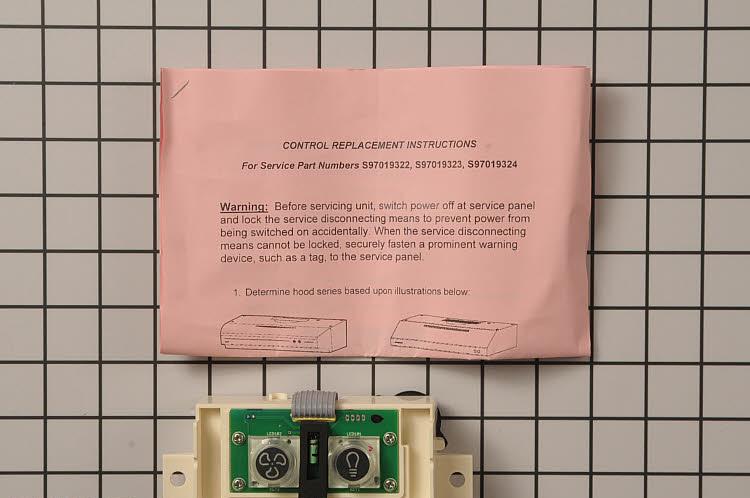 CONTROL REPLACEMENT INSTRUCTIONS
For Service Part Numbers S97019322, S97019323, S97019324
Warning: Before servicing unit, switch power off at service panel
and lock the service disconnecting means to prevent power from
being switched on accidentally. When the service disconnecting
means cannot be locked, securely fasten a prominent warning
device, such as a tag, to the service panel.
1. Determine hood series based upon illustrations below: